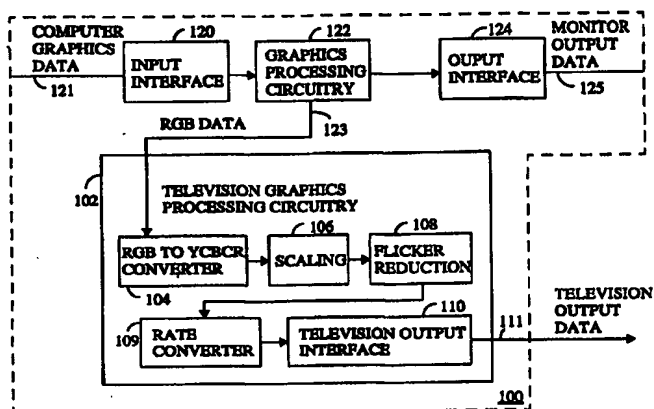 COMPUTER
GRAPHICS
DATA
121
120
INPUT
INTERFACE
122
GRAPHICS
PROCESSING
CIRCUITRY
124
OUPUT
INTERFACE
MONITOR
OUTPUT
DATA
125
RGB DATA
123
102
TELEVISION GRAPHICS
PROCESSING CIRCUITRY
RGB TO YCBCR
CONVERTER
104
106
SCALING
108
FLICKER
REDUCTION
109
RATE
CONVERTER
110
TELEVISION OUTPUT
INTERFACE
111
TELEVISION
OUTPUT
DATA
100